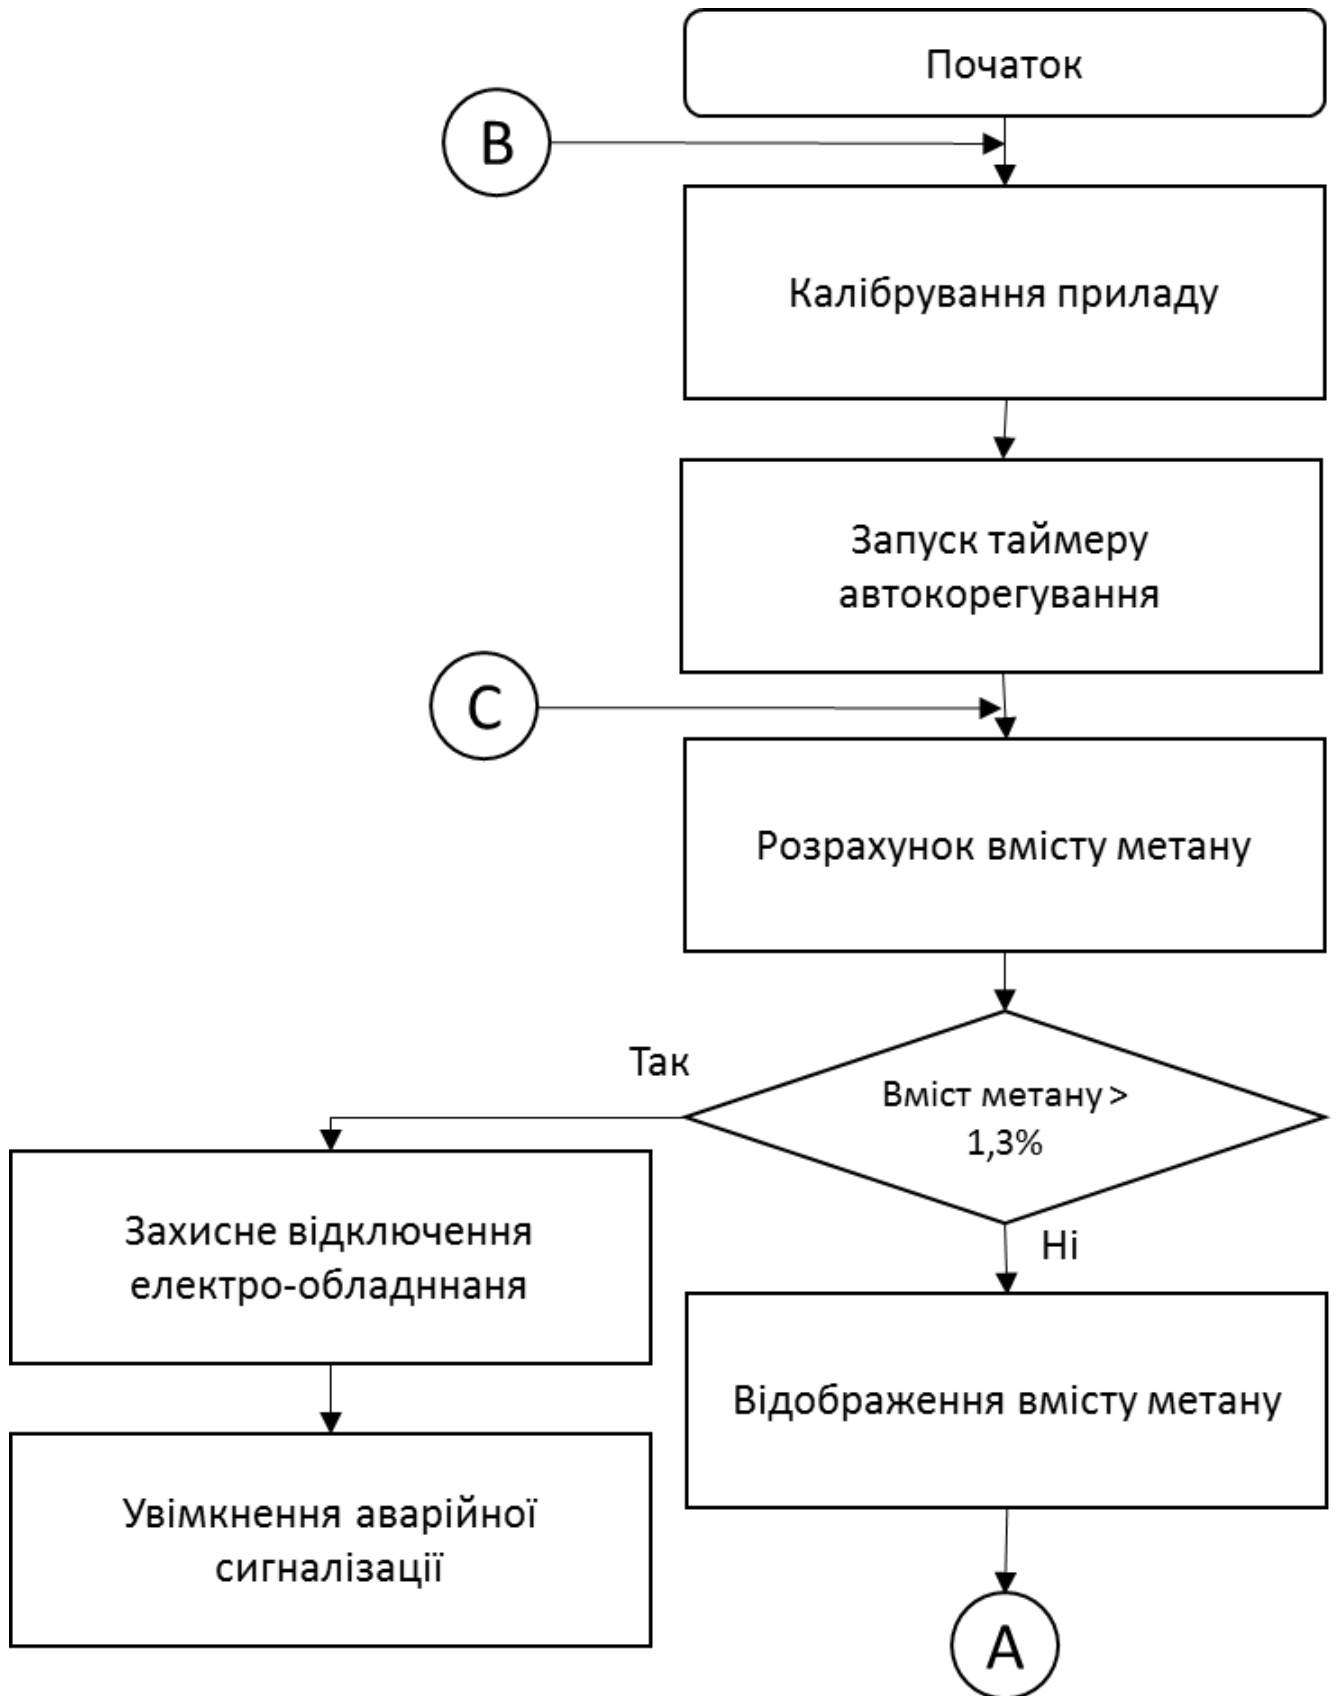 Початок
В
Калібрування приладу
Запуск таймеру
автокорегування
С
Розрахунок вмісту метану
Так
Вміст метану >
1,3%
Захисне відключення
електро-обладннаня
Ні
Відображення вмісту метану
Увімкнення аварійної
сигналізації
А